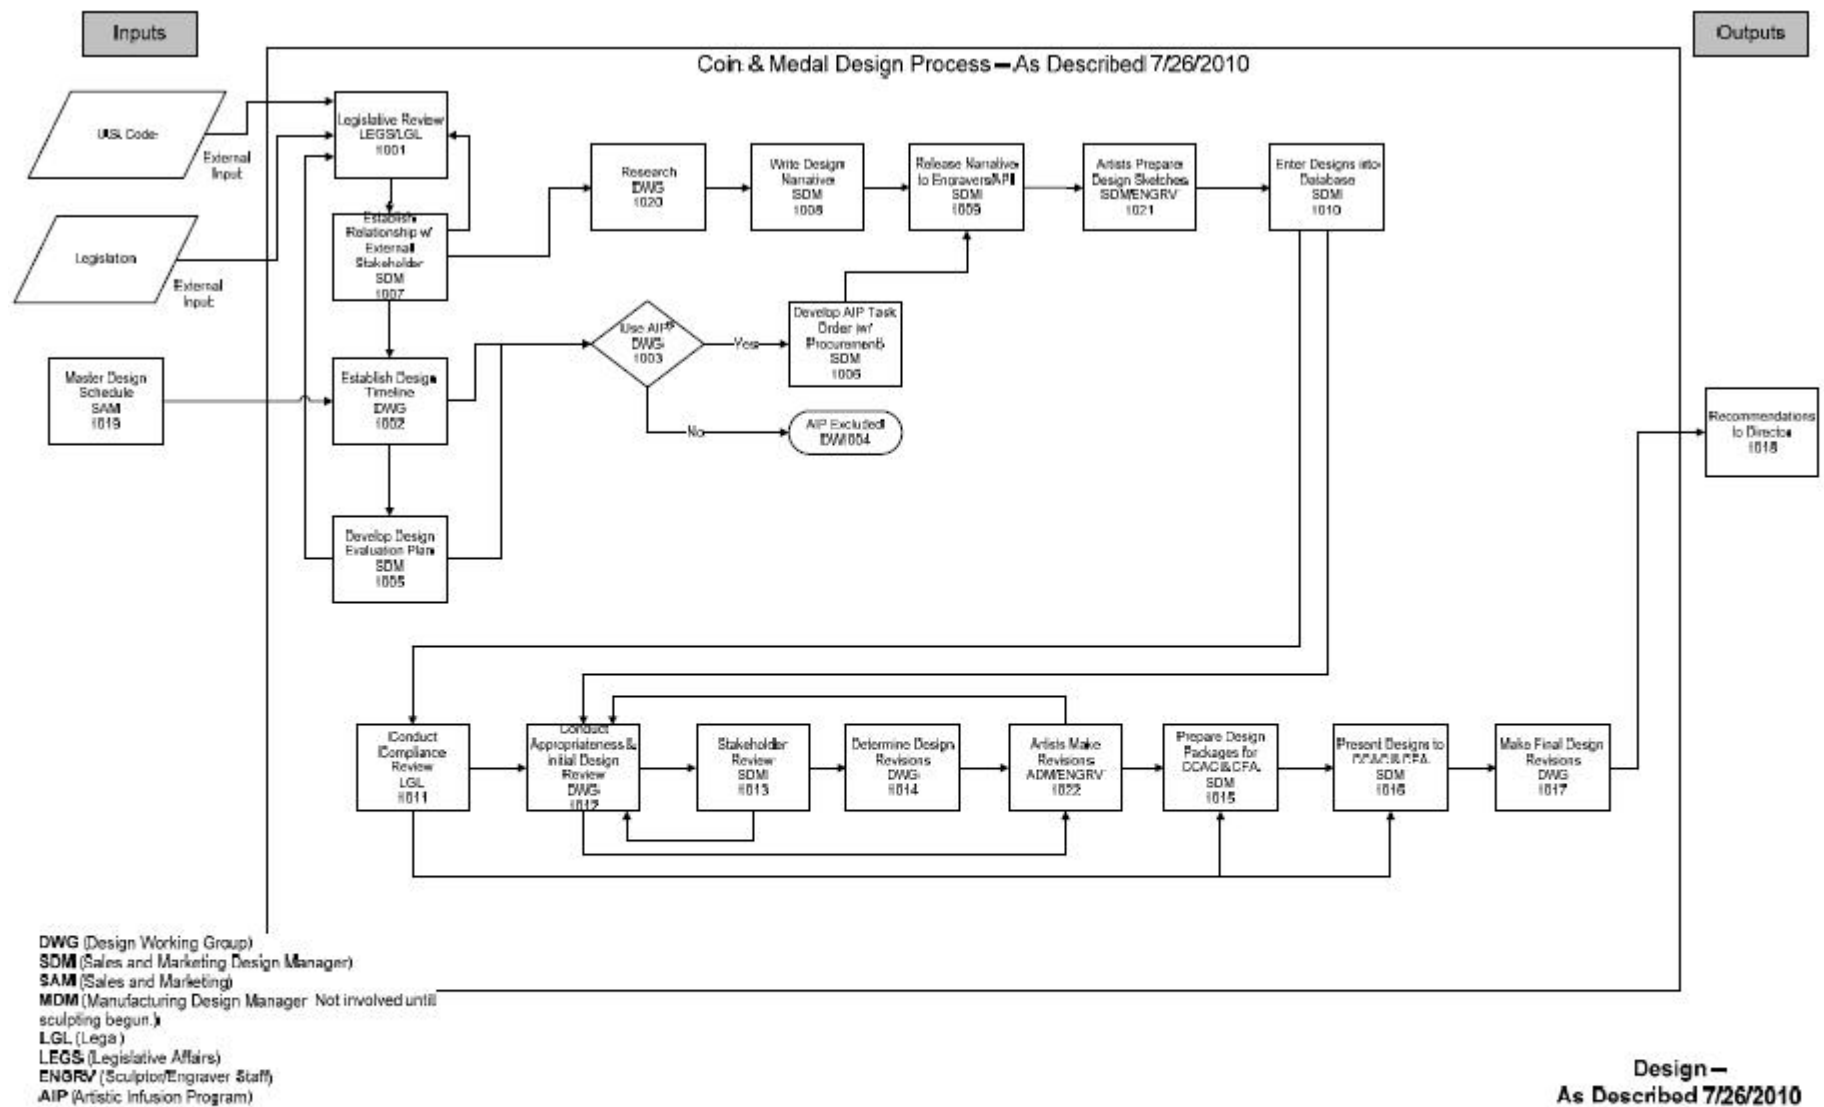 Inputs
Outputs
Coin & Medal Design Process – As Described 7/26/2010
U.S. Code
External
Input
Legislation
External
Input
Master Design
Schedule
SAM
1019
Legislative Review
LEGS/LGL
1001
Establish
Relationship w/
External
Stakeholder
SDM
1007
Establish Design
Timeline
DWG
1002
Develop Design
Evaluation Plan
SDM
1005
Research
DWG
1020
Write Design
Narrative
SDM
1008
Release Narrative
to Engravers/API
SDM
1009
Artists Prepare
Design Sketches
SDM/ENGRV
1021
Enter Designs into
Database
SDM
1010
Use AIP?
DWG
1003
Yes
No
Develop AIP Task
Order (w/
Procurement)
SDM
1006
AIP Excluded
DW1004
Recommendations
to Director
1018
Conduct
Compliance
Review
LGL
1011
Conduct
Appropriateness &
Initial Design
Review
DWG
1012
Stakeholder
Review
SDM
1013
Determine Design
Revisions
DWG
1014
Artists Make
Revisions
ADM/ENGRV
1022
Prepare Design
Packages for
CCAC & CFA
SDM
1015
Present Designs to
CCAC & CFA
SDM
1016
Make Final Design
Revisions
DWG
1017
DWG (Design Working Group)
SDM (Sales and Marketing Design Manager)
SAM (Sales and Marketing)
MDM (Manufacturing Design Manager Not involved until
sculpting begun.)
LGL (Legal)
LEGS (Legislative Affairs)
ENGRV (Sculptor/Engraver Staff)
AIP (Artistic Infusion Program)
Design –
As Described 7/26/2010